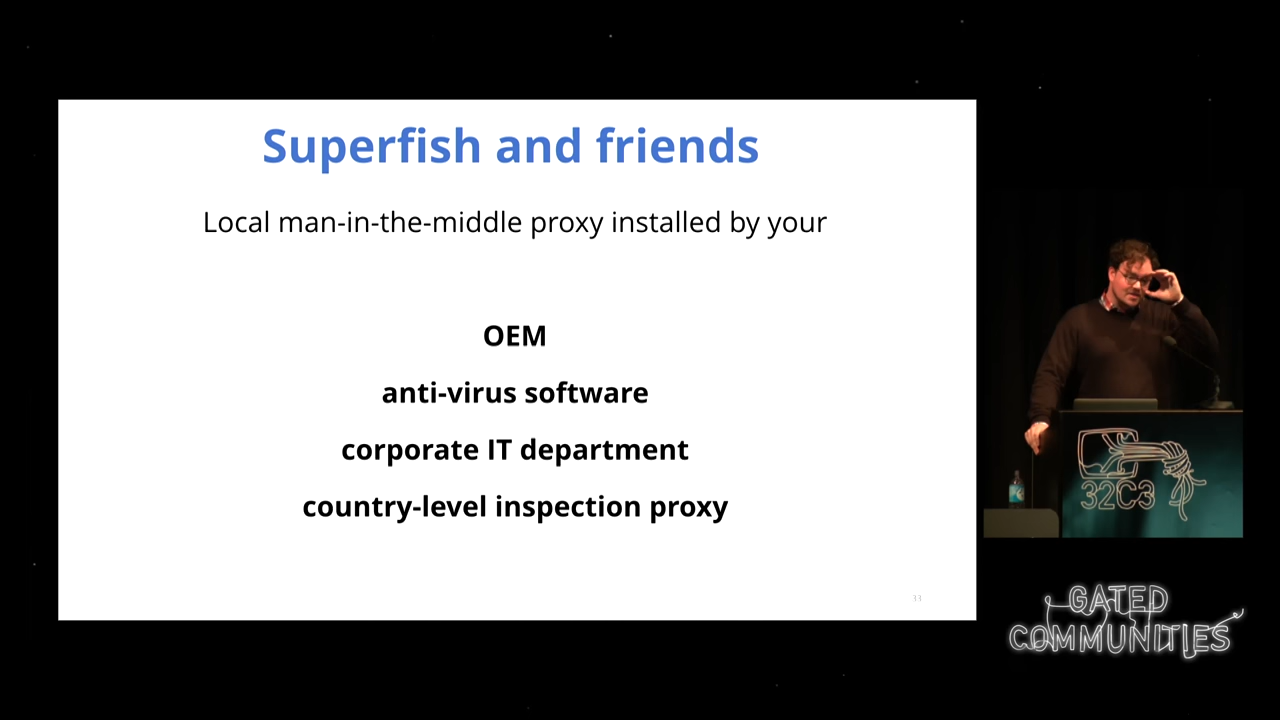 Superfish and friends
Local man-in-the-middle proxy installed by your
OEM
anti-virus software
corporate IT department
country-level inspection proxy
33
32C3
GATED
COMMUNITIES